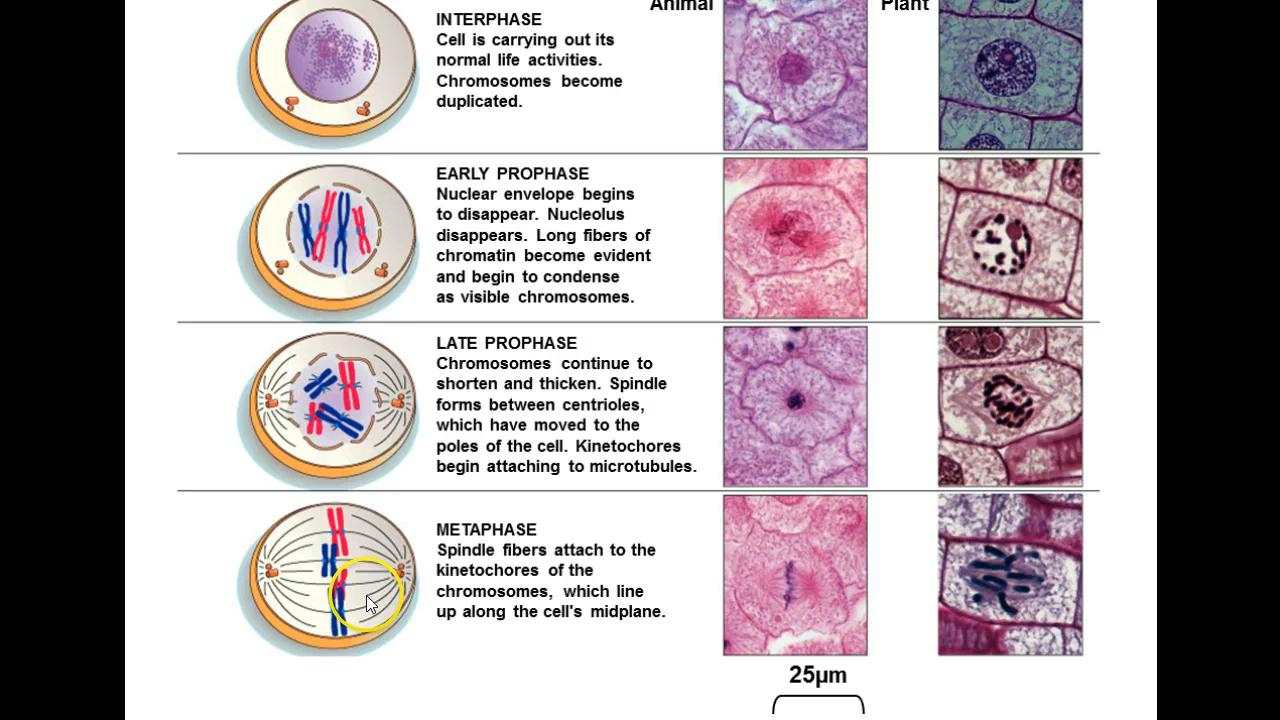 Animal
Plant
INTERPHASE
Cell is carrying out its
normal life activities.
Chromosomes become
duplicated.
EARLY PROPHASE
Nuclear envelope begins
to disappear. Nucleolus
disappears. Long fibers of
chromatin become evident
and begin to condense
as visible chromosomes.
LATE PROPHASE
Chromosomes continue to
shorten and thicken. Spindle
forms between centrioles,
which have moved to the
poles of the cell. Kinetochores
begin attaching to microtubules.
METAPHASE
Spindle fibers attach to the
kinetochores of the
chromosomes, which line
up along the cell's midplane.
25µm